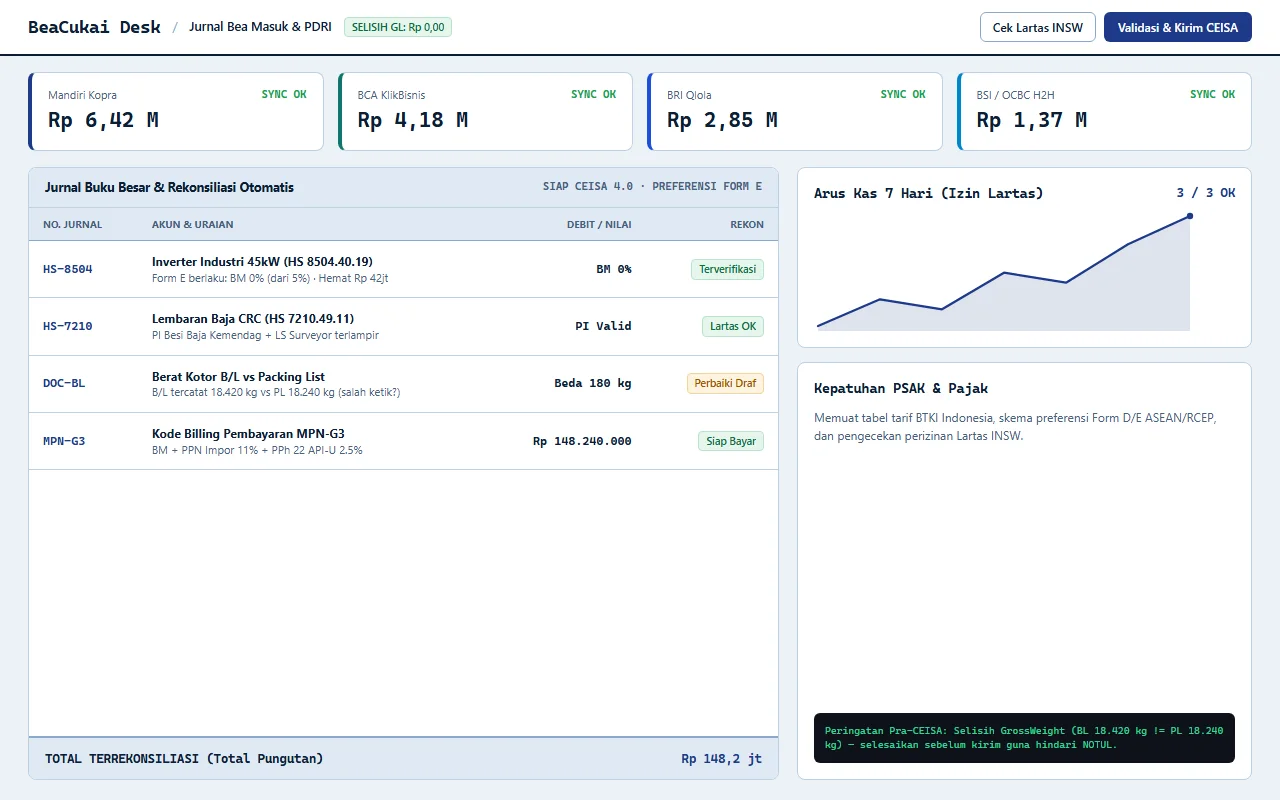 BeaCukai Desk / Jurnal Bea Masuk & PDRI SELISIH GL: Rp 0,00 Cek Lartas INSW Validasi & Kirim CEISA
Mandiri Kopra SYNC OK
Rp 6,42 M
BCA KlikBisnis SYNC OK
Rp 4,18 M
BRI Qlola SYNC OK
Rp 2,85 M
BSI / OCBC H2H SYNC OK
Rp 1,37 M
Jurnal Buku Besar & Rekonsiliasi Otomatis SIAP CEISA 4.0 · PREFERENSI FORM E
NO. JURNAL AKUN & URAIAN DEBIT / NILAI REKON
HS-8504 Inverter Industri 45kW (HS 8504.40.19) BM 0% Terverifikasi
Form E berlaku: BM 0% (dari 5%) · Hemat Rp 42jt
HS-7210 Lembaran Baja CRC (HS 7210.49.11) PI Valid Lartas OK
PI Besi Baja Kemendag + LS Surveyor terlampir
DOC-BL Berat Kotor B/L vs Packing List Beda 180 kg Perbaiki Draf
B/L tercatat 18.420 kg vs PL 18.240 kg (salah ketik?)
MPN-G3 Kode Billing Pembayaran MPN-G3 Rp 148.240.000 Siap Bayar
BM + PPN Impor 11% + PPh 22 API-U 2.5%
TOTAL TERREKONSILIASI (Total Pungutan) Rp 148,2 jt
Arus Kas 7 Hari (Izin Lartas) 3 / 3 OK
Kepatuhan PSAK & Pajak
Memuat tabel tarif BTKI Indonesia, skema preferensi Form D/E ASEAN/RCEP,
dan pengecekan perizinan Lartas INSW.
Peringatan Pra-CEISA: Selisih GrossWeight (BL 18.420 kg != PL 18.240
kg) — selesaikan sebelum kirim guna hindari NOTUL.